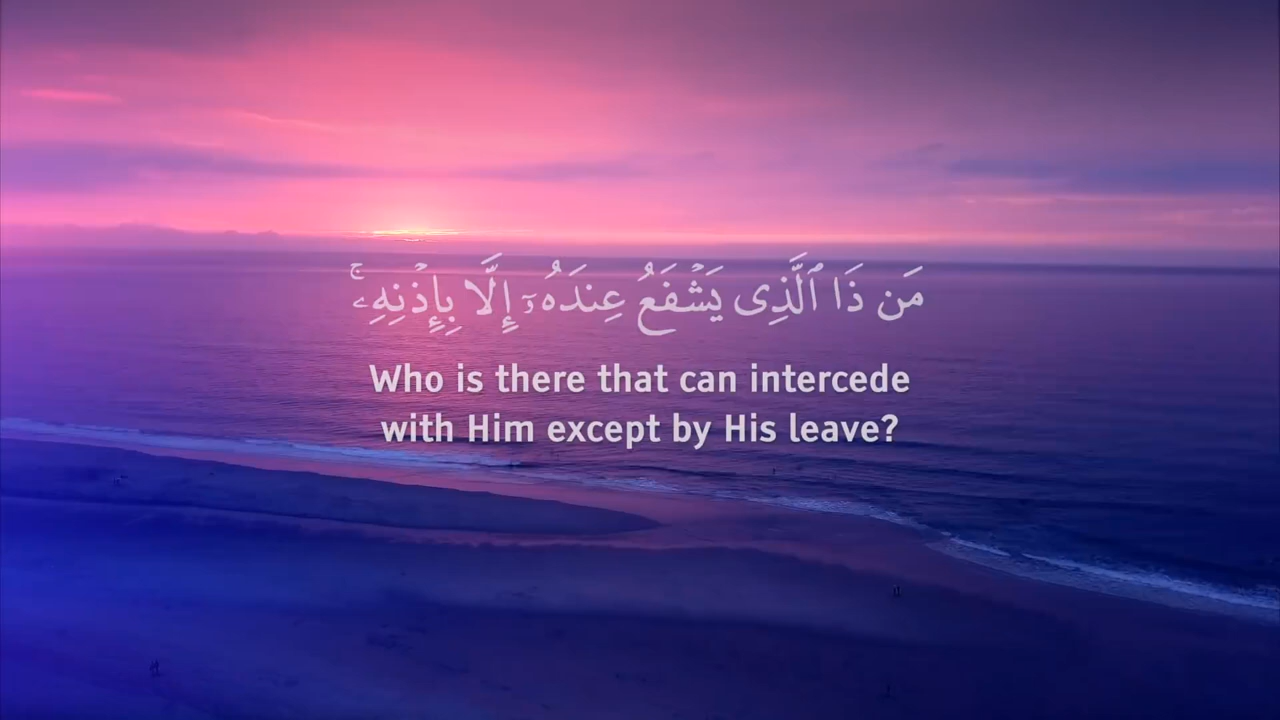 مَن ذَا ٱلَّذِى يَشْفَعُ عِندَهُۥٓ إِلَّا بِإِذْنِهِۦ ۚ
Who is there that can intercede
with Him except by His leave?